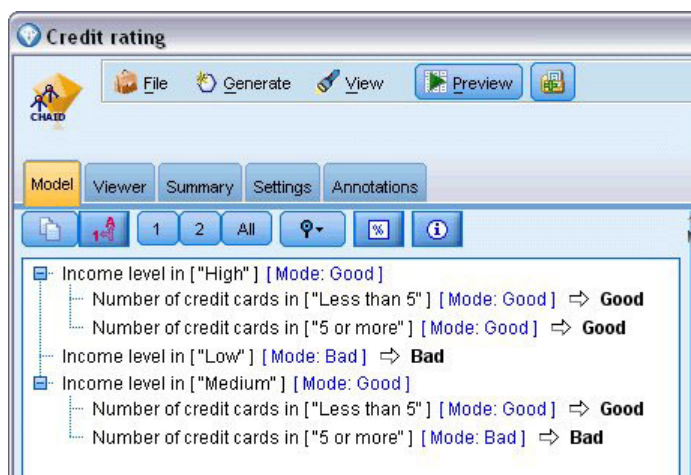 Credit rating
CHAID
File Generate View Preview
Model Viewer Summary Settings Annotations
1 A 1 2 All % i
Income level in ["High"] [Mode: Good]
Number of credit cards in ["Less than 5"] [Mode: Good] ⇨ Good
Number of credit cards in ["5 or more"] [Mode: Good] ⇨ Good
Income level in ["Low"] [Mode: Bad] ⇨ Bad
Income level in ["Medium"] [Mode: Good]
Number of credit cards in ["Less than 5"] [Mode: Good] ⇨ Good
Number of credit cards in ["5 or more"] [Mode: Bad] ⇨ Bad